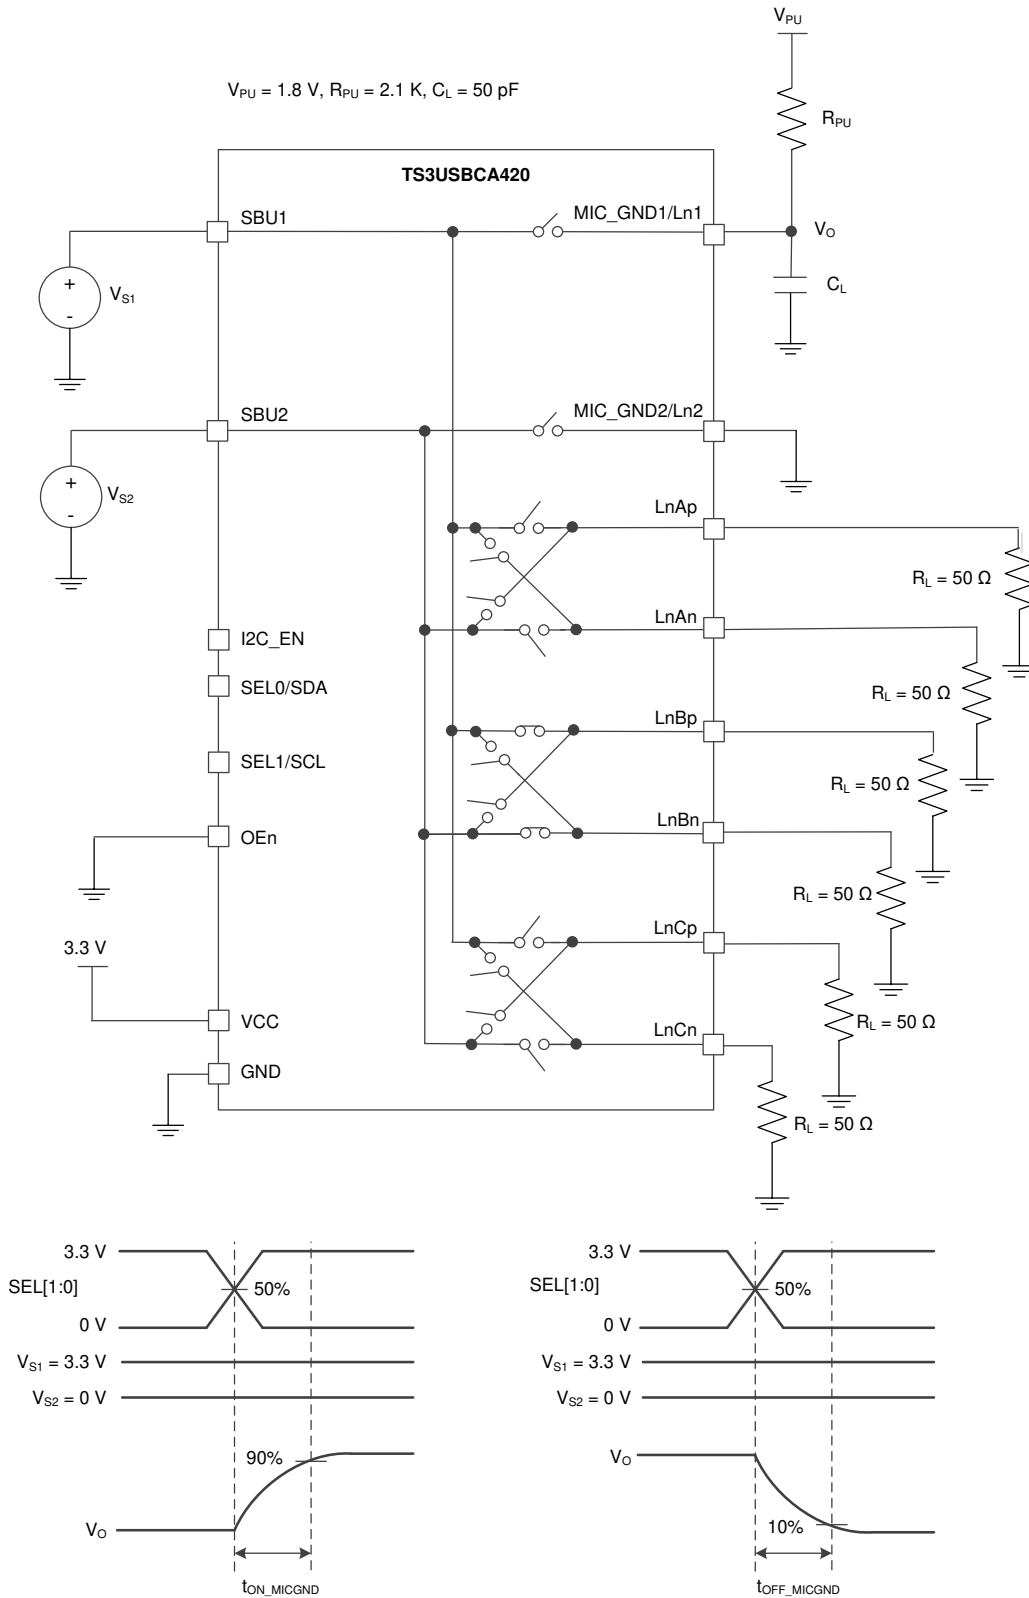 V_PU
V_PU = 1.8 V, R_PU = 2.1 K, C_L = 50 pF
R_PU
TS3USBCA420
SBU1
MIC_GND1/Ln1
V_O
+
-
V_S1
C_L
SBU2
MIC_GND2/Ln2
+
-
V_S2
LnAp
R_L = 50 Ω
LnAn
I2C_EN
SEL0/SDA
R_L = 50 Ω
LnBp
SEL1/SCL
R_L = 50 Ω
LnBn
OEn
R_L = 50 Ω
LnCp
3.3 V
VCC
R_L = 50 Ω
LnCn
GND
R_L = 50 Ω
3.3 V
SEL[1:0]
50%
0 V
V_S1 = 3.3 V
V_S2 = 0 V
90%
V_O
t_ON_MICGND
3.3 V
SEL[1:0]
50%
0 V
V_S1 = 3.3 V
V_S2 = 0 V
V_O
10%
t_OFF_MICGND